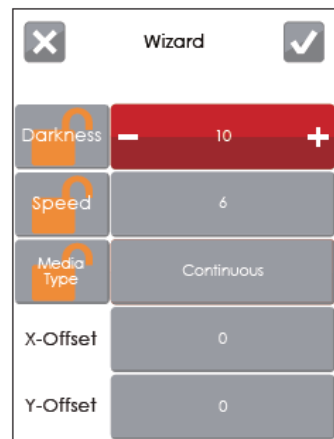 Wizard
Darkness
10
Speed
6
Media
Type
Continuous
X-Offset
0
Y-Offset
0